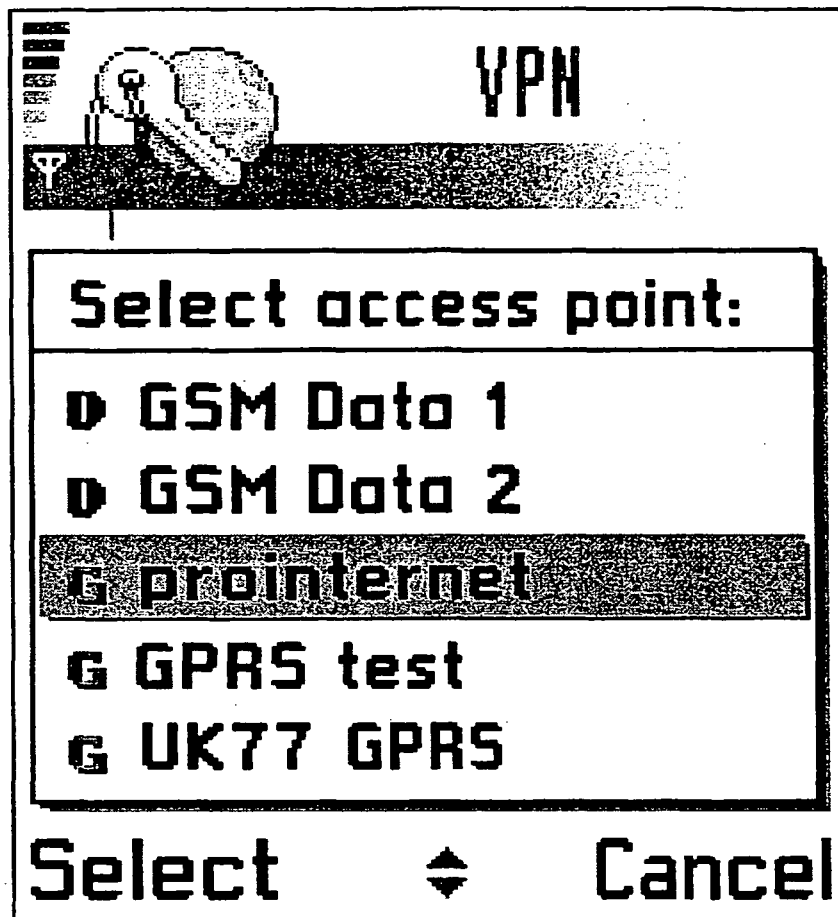 VPN
Select access point:
D GSM Data 1
D GSM Data 2
G prointernet
G GPRS test
G UK77 GPRS
Select Cancel